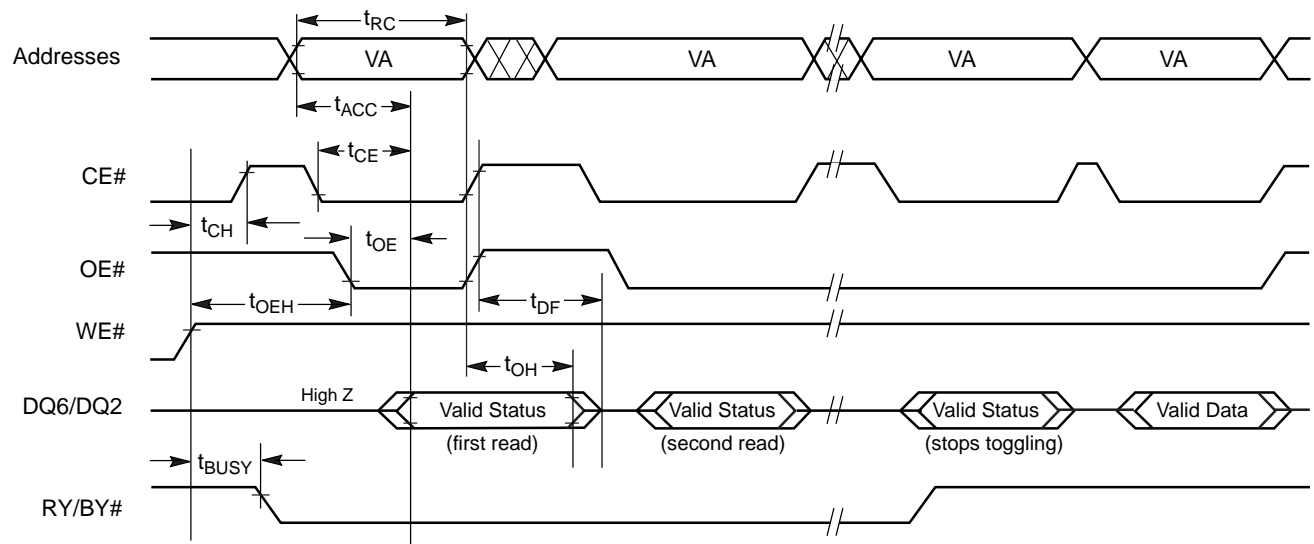 tRC
Addresses VA VA VA VA
tACC
tCE
CE#
tCH
tOE
OE#
tOEH
tDF
WE#
tOH
High Z
DQ6/DQ2 Valid Status Valid Status Valid Status Valid Data
(first read) (second read) (stops toggling)
tBUSY
RY/BY#